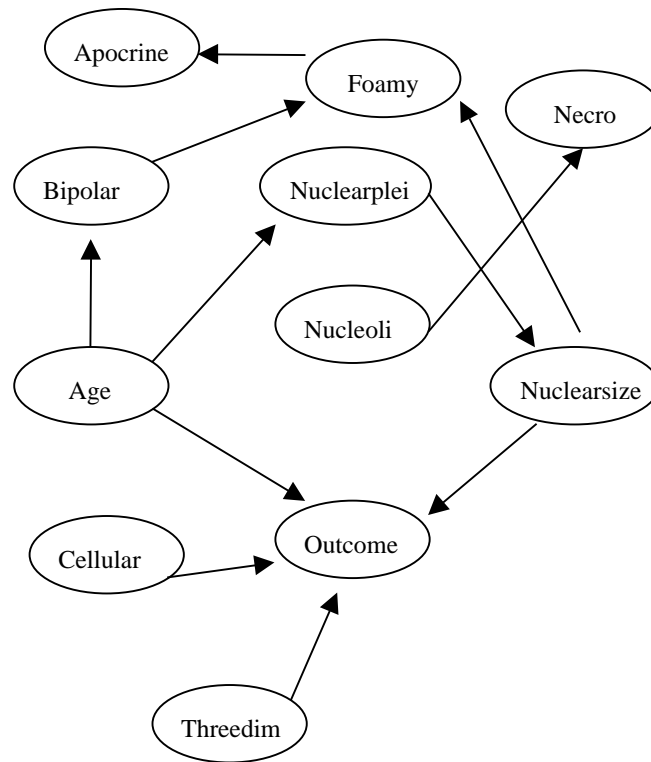 Apocrine
Foamy
Necro
Bipolar
Nuclearplei
Nucleoli
Age
Nuclearsize
Cellular
Outcome
Threedim